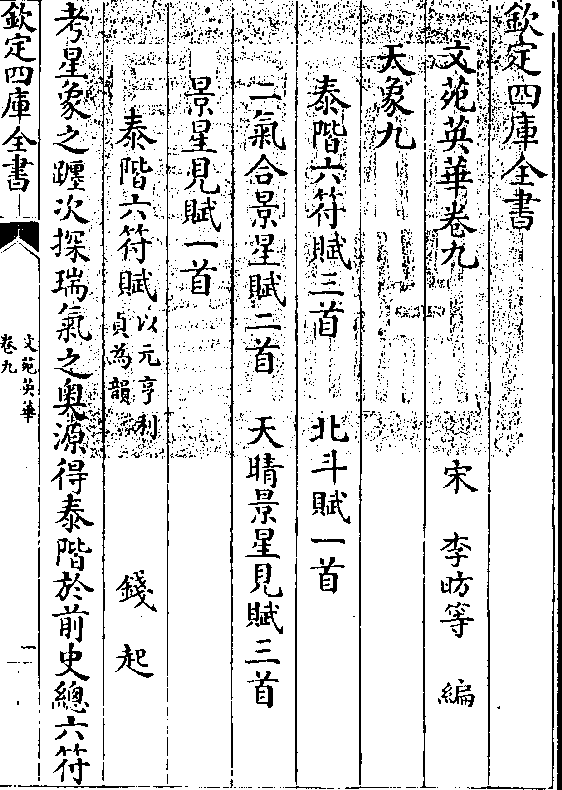 欽定四庫全書
文苑英華卷九
宋 李昉等 編
天象九
泰階六符賦三首 北斗賦一首
二氣合景星賦二首 天晴景星見賦三首
景星見賦一首
泰階六符賦以元亨利貞為韻 錢起
考星象之躔次探瑞氣之奧源得泰階於前史總六符
欽定四庫全書
文苑英華
卷九
一